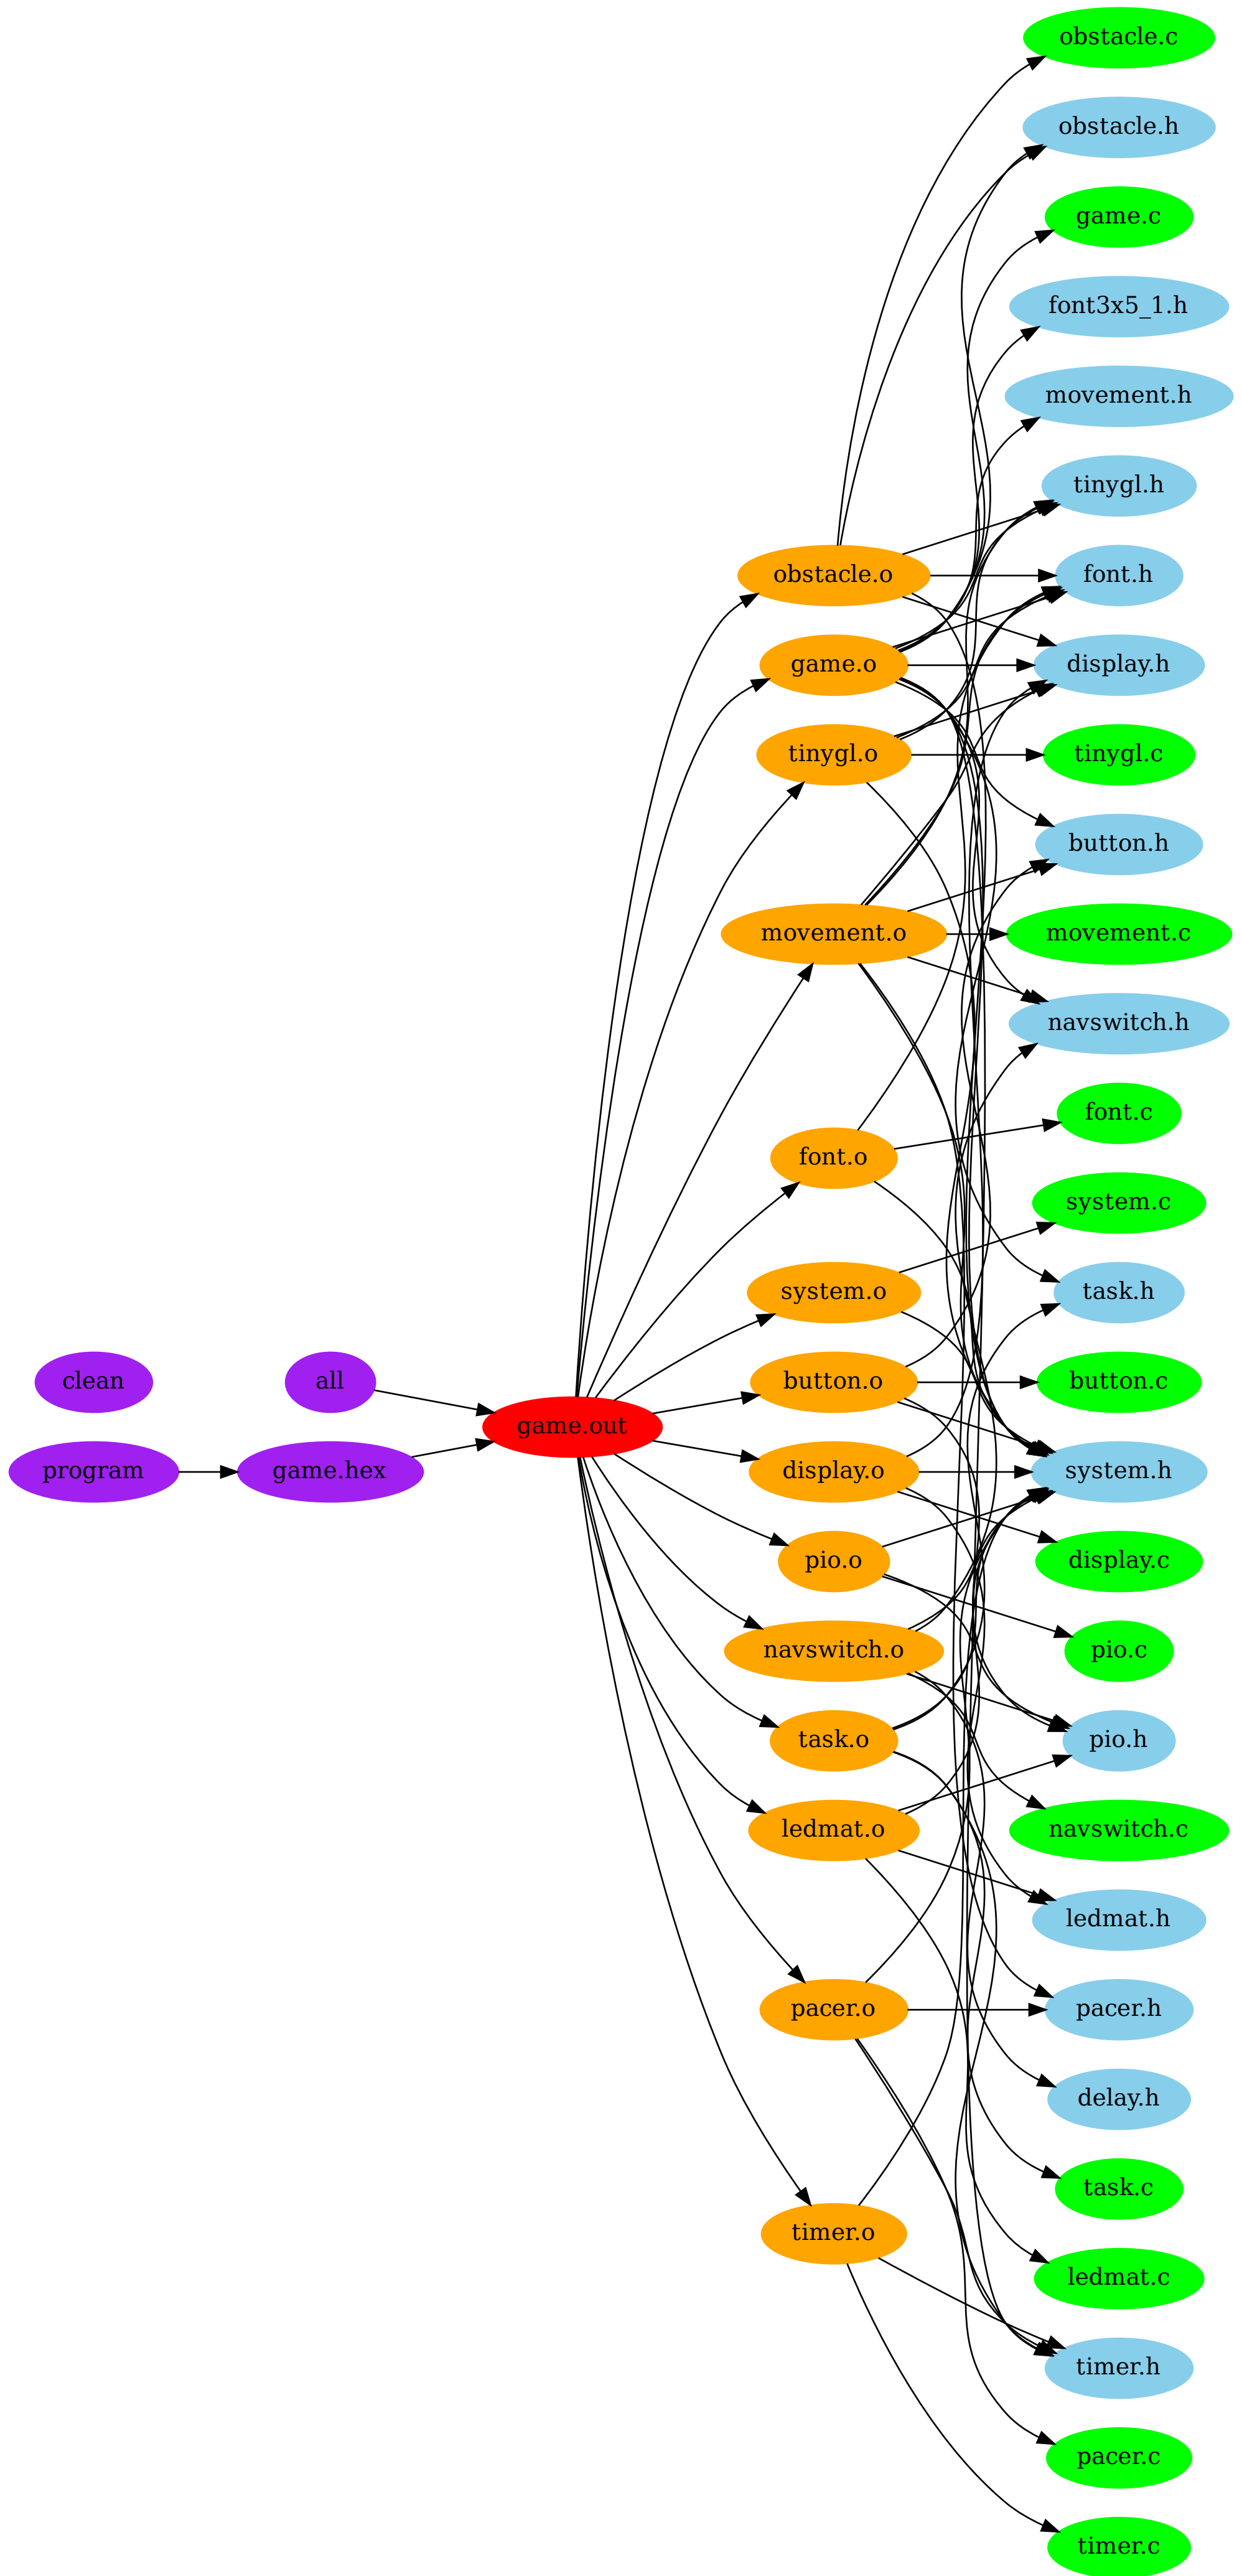 obstacle.c
obstacle.h
game.c
font3x5_1.h
movement.h
tinygl.h
obstacle.o
font.h
game.o
display.h
tinygl.o
tinygl.c
button.h
movement.o
movement.c
navswitch.h
font.c
font.o
system.c
system.o
task.h
clean
all
button.o
button.c
game.out
program
game.hex
display.o
system.h
pio.o
display.c
navswitch.o
pio.c
task.o
pio.h
ledmat.o
navswitch.c
ledmat.h
pacer.o
pacer.h
delay.h
task.c
timer.o
ledmat.c
timer.h
pacer.c
timer.c